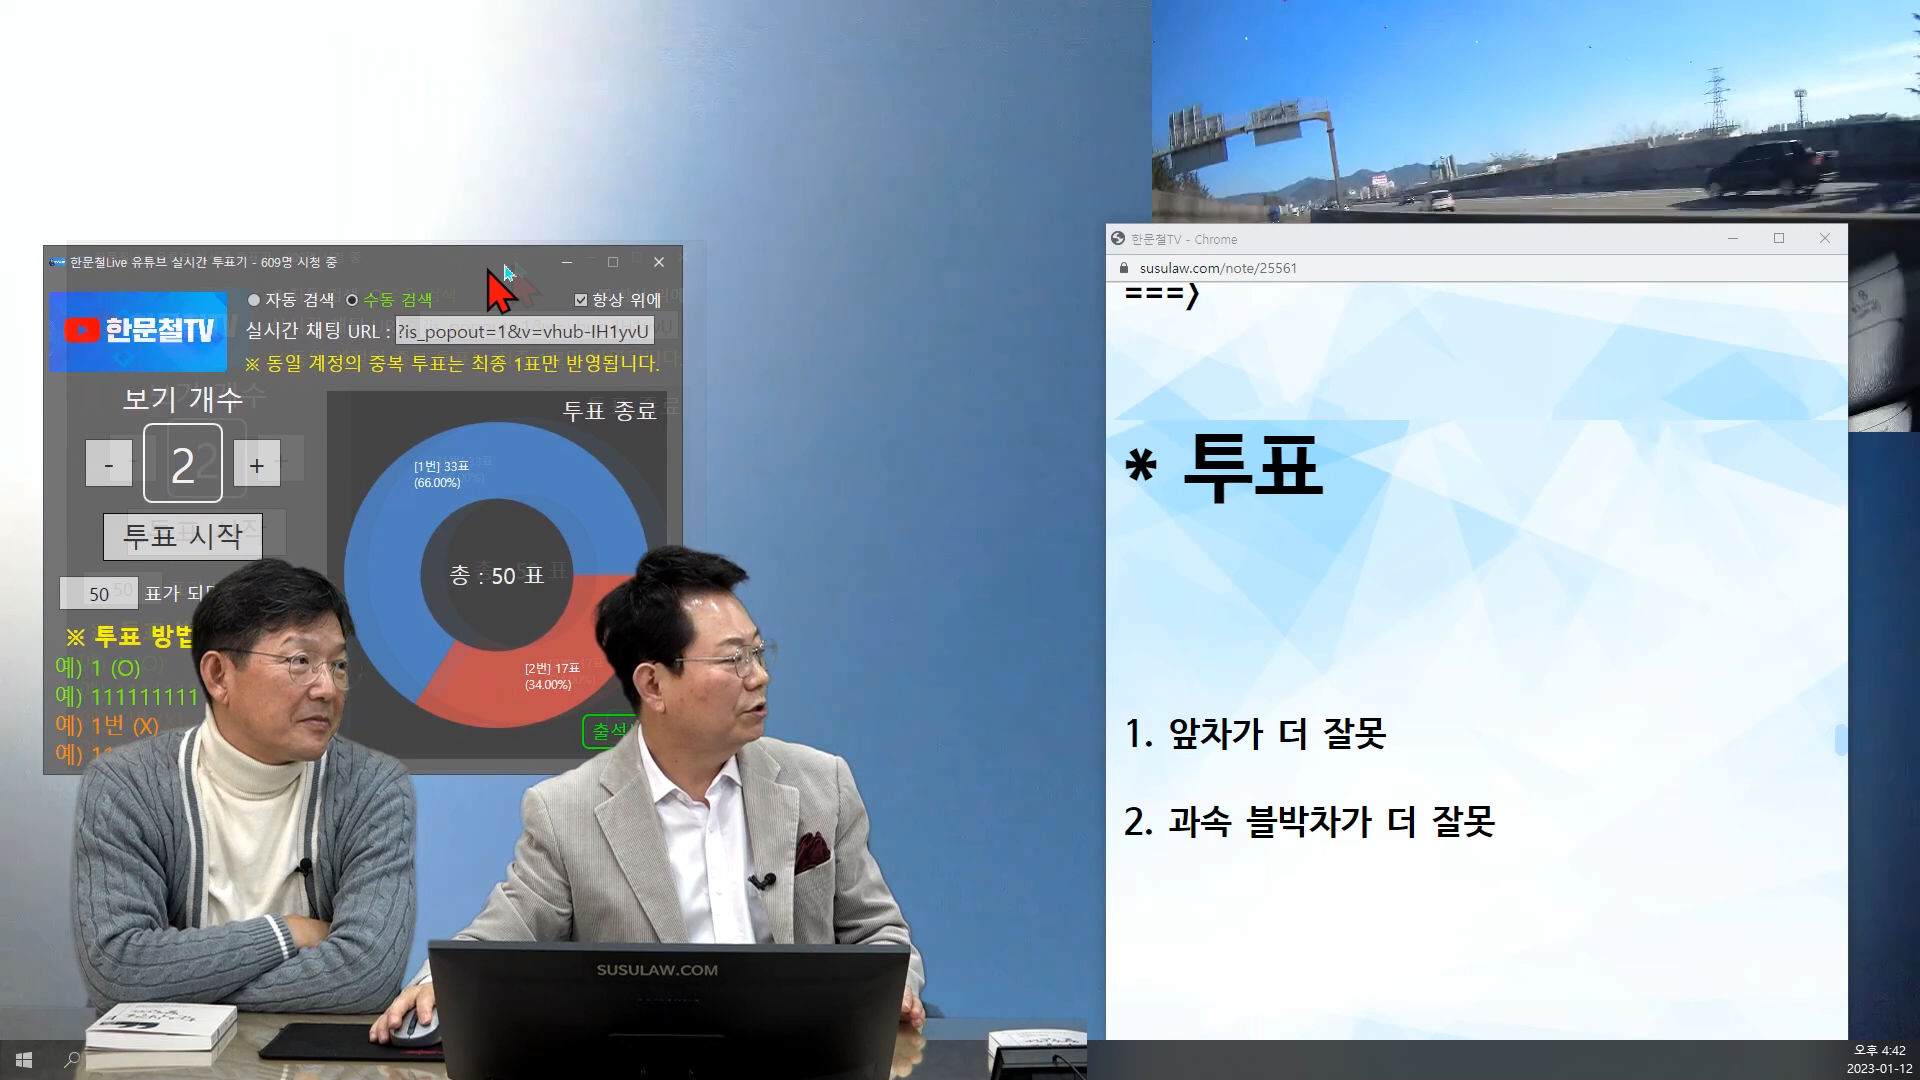 한문철Live 유튜브 실시간 투표기 - 609명 시청 중
한문철TV
자동 검색
수동 검색
항상 위에
실시간 채팅 URL : ?is_popout=1&v=vhub-IH1yvU
※ 동일 계정의 중복 투표는 최종 1표만 반영됩니다.
보기 개수
- 2 +
투표 시작
50 표가
※ 투표 방법
예) 1 (O)
예) 111111111
예) 1번 (X)
예) 11
투표 종료
[1번] 33표
(66.00%)
총 : 50 표
[2번] 17표
(34.00%)
출석
SUSULAW.COM
한문철TV - Chrome
susulaw.com/note/25561
===>
* 투표
1. 앞차가 더 잘못
2. 과속 블박차가 더 잘못
오후 4:42
2023-01-12